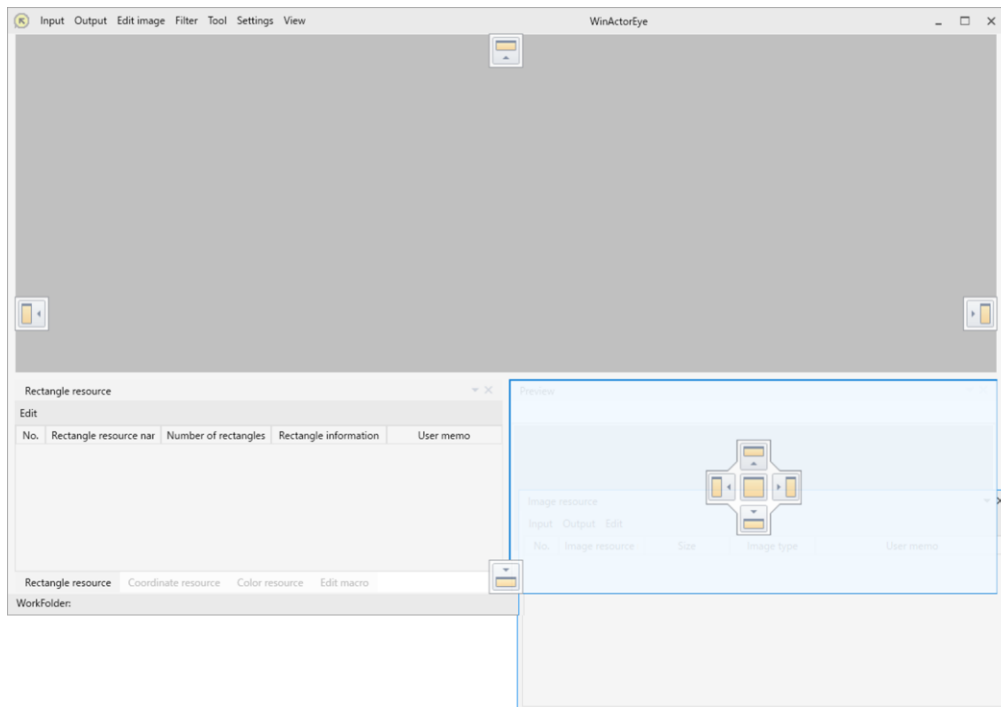 Input Output Edit image Filter Tool Settings View WinActorEye
Rectangle resource
Edit
No. Rectangle resource nar Number of rectangles Rectangle information User memo
Rectangle resource Coordinate resource Color resource Edit macro
WorkFolder:
Preview
Image resource
Input Output Edit
No. Image resource Size Image type User memo